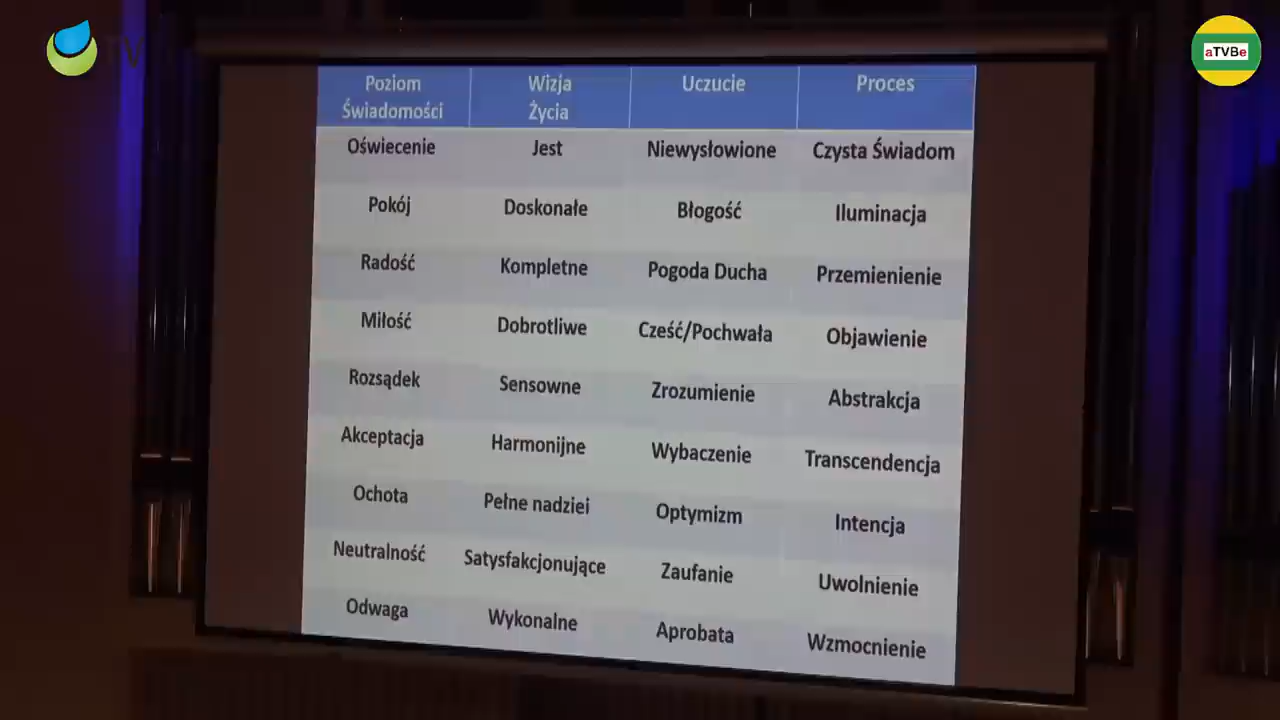 TV
aTVBe
Poziom Świadomości Wizja Życia Uczucie Proces
Oświecenie Jest Niewysłowione Czysta Świadom
Pokój Doskonałe Błogość Iluminacja
Radość Kompletne Pogoda Ducha Przemienienie
Miłość Dobrotliwe Cześć/Pochwała Objawienie
Rozsądek Sensowne Zrozumienie Abstrakcja
Akceptacja Harmonijne Wybaczenie Transcendencja
Ochota Pełne nadziei Optymizm Intencja
Neutralność Satysfakcjonujące Zaufanie Uwolnienie
Odwaga Wykonalne Aprobata Wzmocnienie